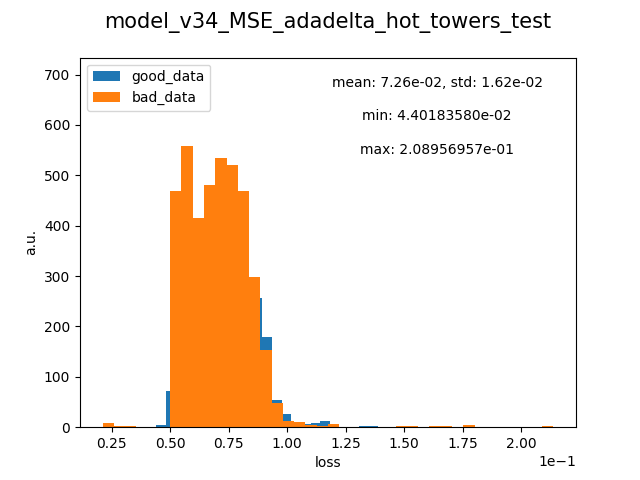 model_v34_MSE_adadelta_hot_towers_test
good_data
bad_data
mean: 7.26e-02, std: 1.62e-02
min: 4.40183580e-02
max: 2.08956957e-01
a.u.
700
600
500
400
300
200
100
0
0.25
0.50
0.75
1.00
1.25
1.50
1.75
2.00
1e−1
loss